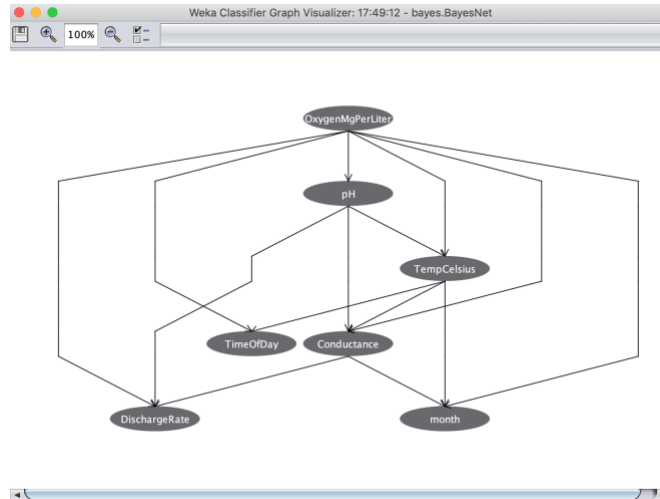 Weka Classifier Graph Visualizer: 17:49:12 - bayes.BayesNet
100%
OxygenMgPerLiter
pH
TempCelsius
TimeOfDay
Conductance
DischargeRate
month